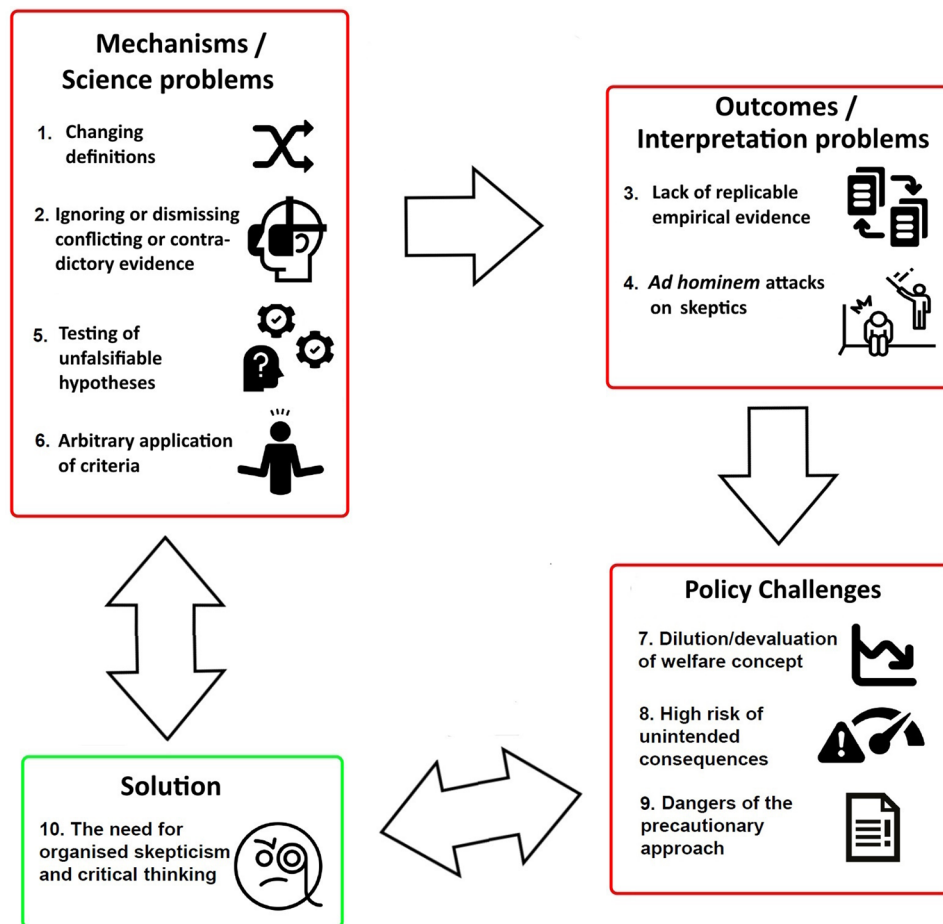 Mechanisms /
Science problems
1. Changing
definitions
2. Ignoring or dismissing
conflicting or contra-
dictory evidence
5. Testing of
unfalsifiable
hypotheses
6. Arbitrary application
of criteria
Outcomes /
Interpretation problems
3. Lack of replicable
empirical evidence
4. Ad hominem attacks
on skeptics
Policy Challenges
7. Dilution/devaluation
of welfare concept
8. High risk of
unintended
consequences
9. Dangers of the
precautionary
approach
Solution
10. The need for
organised skepticism
and critical thinking